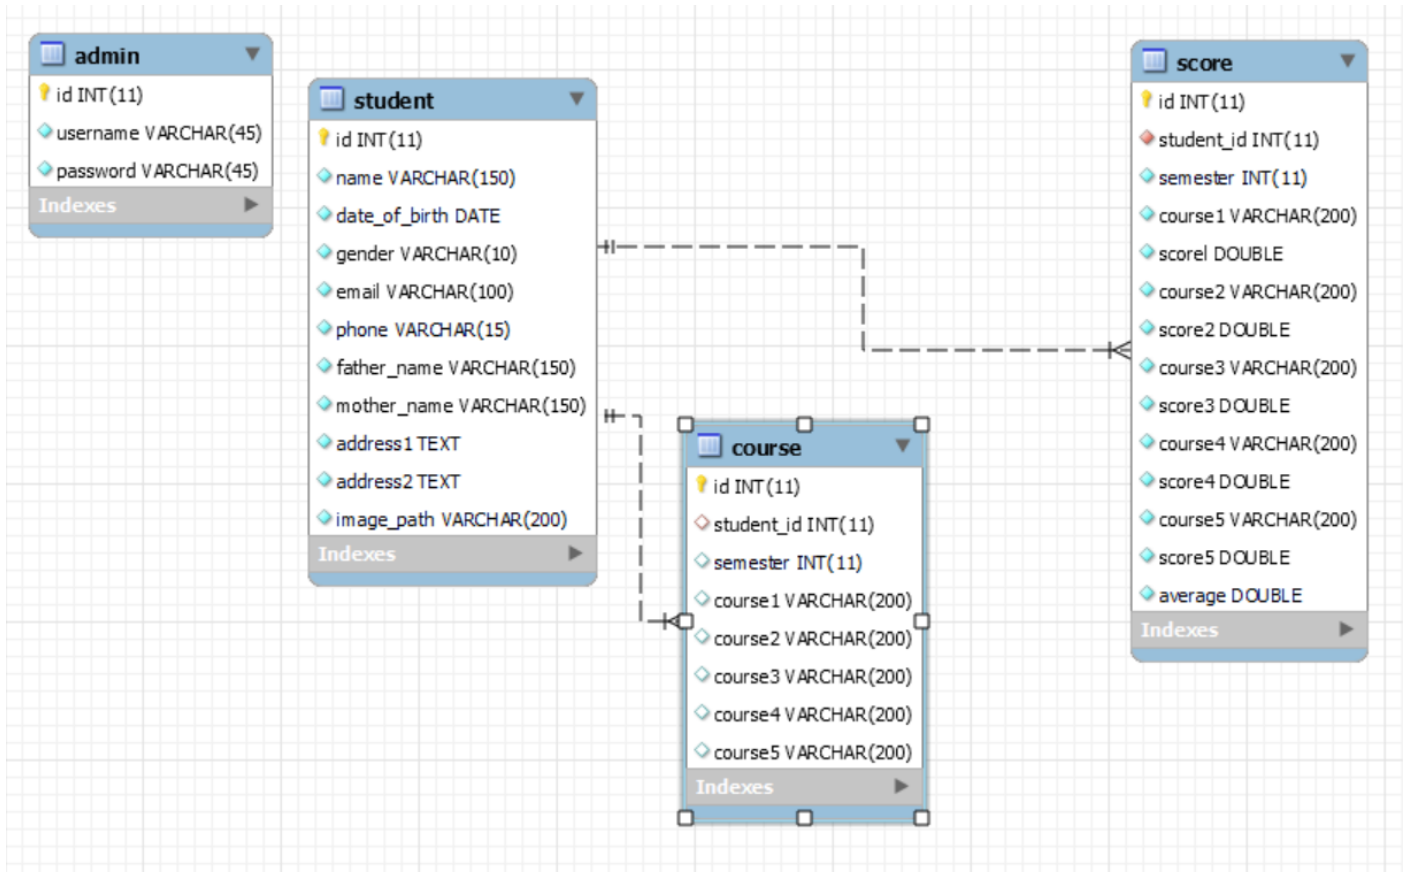 admin
id INT(11)
username VARCHAR(45)
password VARCHAR(45)
Indexes
student
id INT(11)
name VARCHAR(150)
date_of_birth DATE
gender VARCHAR(10)
email VARCHAR(100)
phone VARCHAR(15)
father_name VARCHAR(150)
mother_name VARCHAR(150)
address1 TEXT
address2 TEXT
image_path VARCHAR(200)
Indexes
course
id INT(11)
student_id INT(11)
semester INT(11)
course1 VARCHAR(200)
course2 VARCHAR(200)
course3 VARCHAR(200)
course4 VARCHAR(200)
course5 VARCHAR(200)
Indexes
score
id INT(11)
student_id INT(11)
semester INT(11)
course1 VARCHAR(200)
scorel DOUBLE
course2 VARCHAR(200)
score2 DOUBLE
course3 VARCHAR(200)
score3 DOUBLE
course4 VARCHAR(200)
score4 DOUBLE
course5 VARCHAR(200)
score5 DOUBLE
average DOUBLE
Indexes